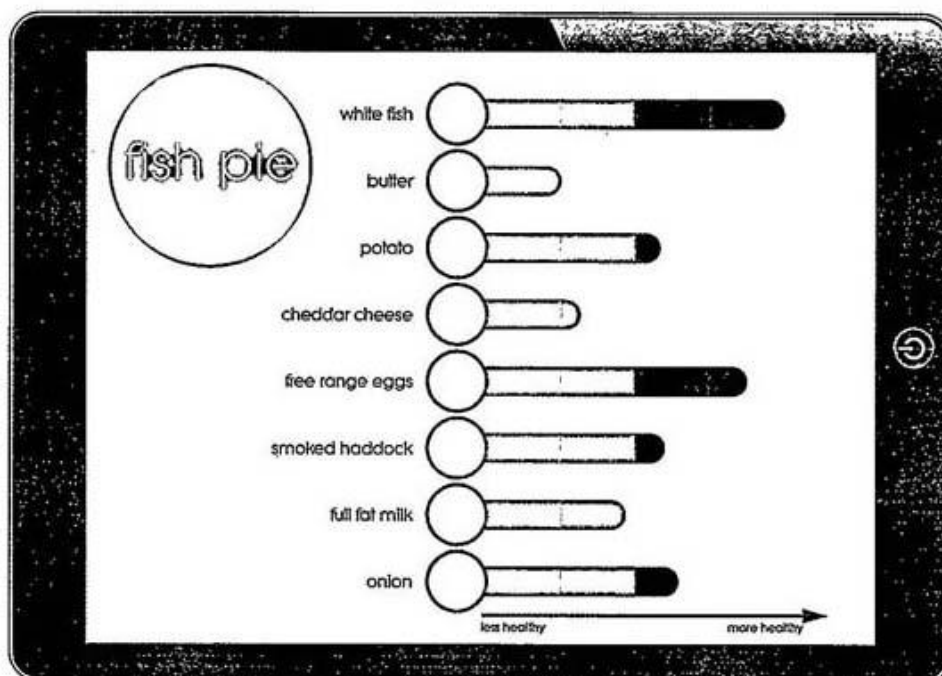 fish pie
white fish
butter
potato
cheddar cheese
free range eggs
smoked haddock
full fat milk
onion
less healthy
more healthy